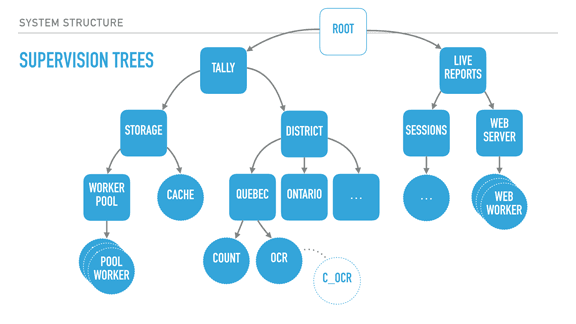 SYSTEM STRUCTURE
SUPERVISION TREES
ROOT
TALLY
LIVE
REPORTS
STORAGE
DISTRICT
SESSIONS
WEB
SERVER
WORKER
POOL
CACHE
QUEBEC
ONTARIO
...
...
WEB
WORKER
POOL
WORKER
COUNT
OCR
C_OCR